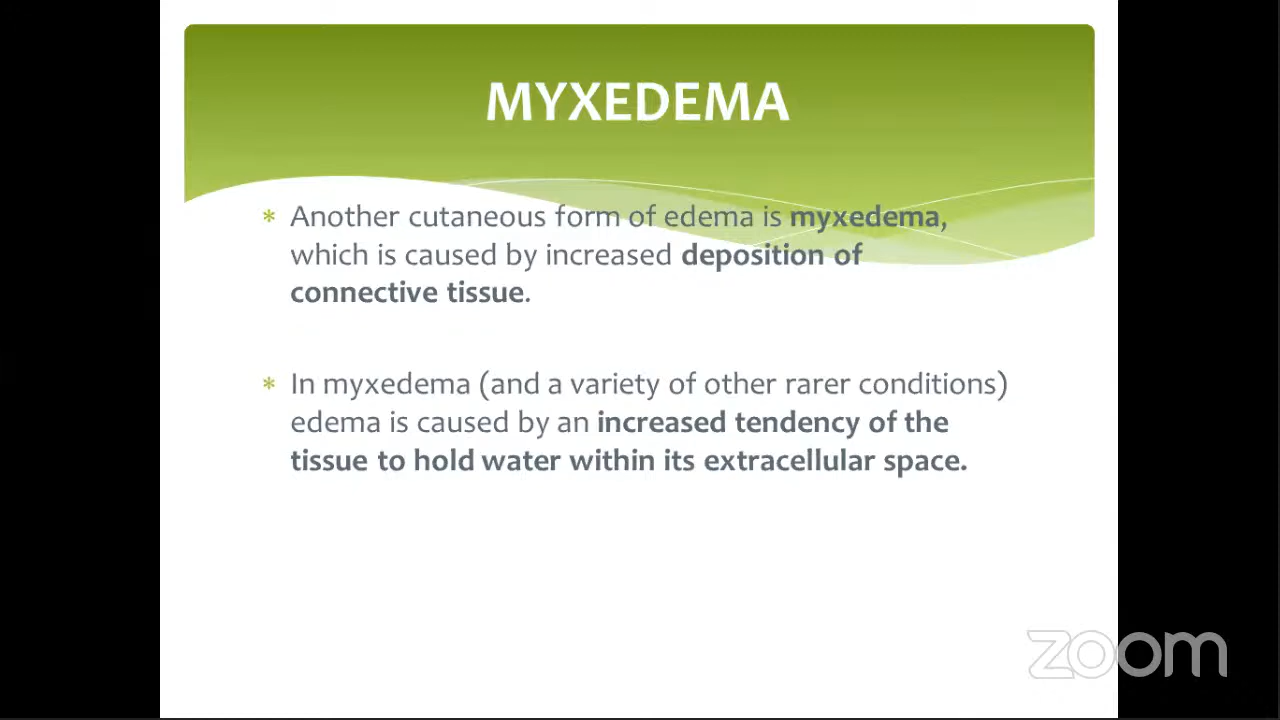 MYXEDEMA
* Another cutaneous form of edema is myxedema,
which is caused by increased deposition of
connective tissue.
* In myxedema (and a variety of other rarer conditions)
edema is caused by an increased tendency of the
tissue to hold water within its extracellular space.
zoom